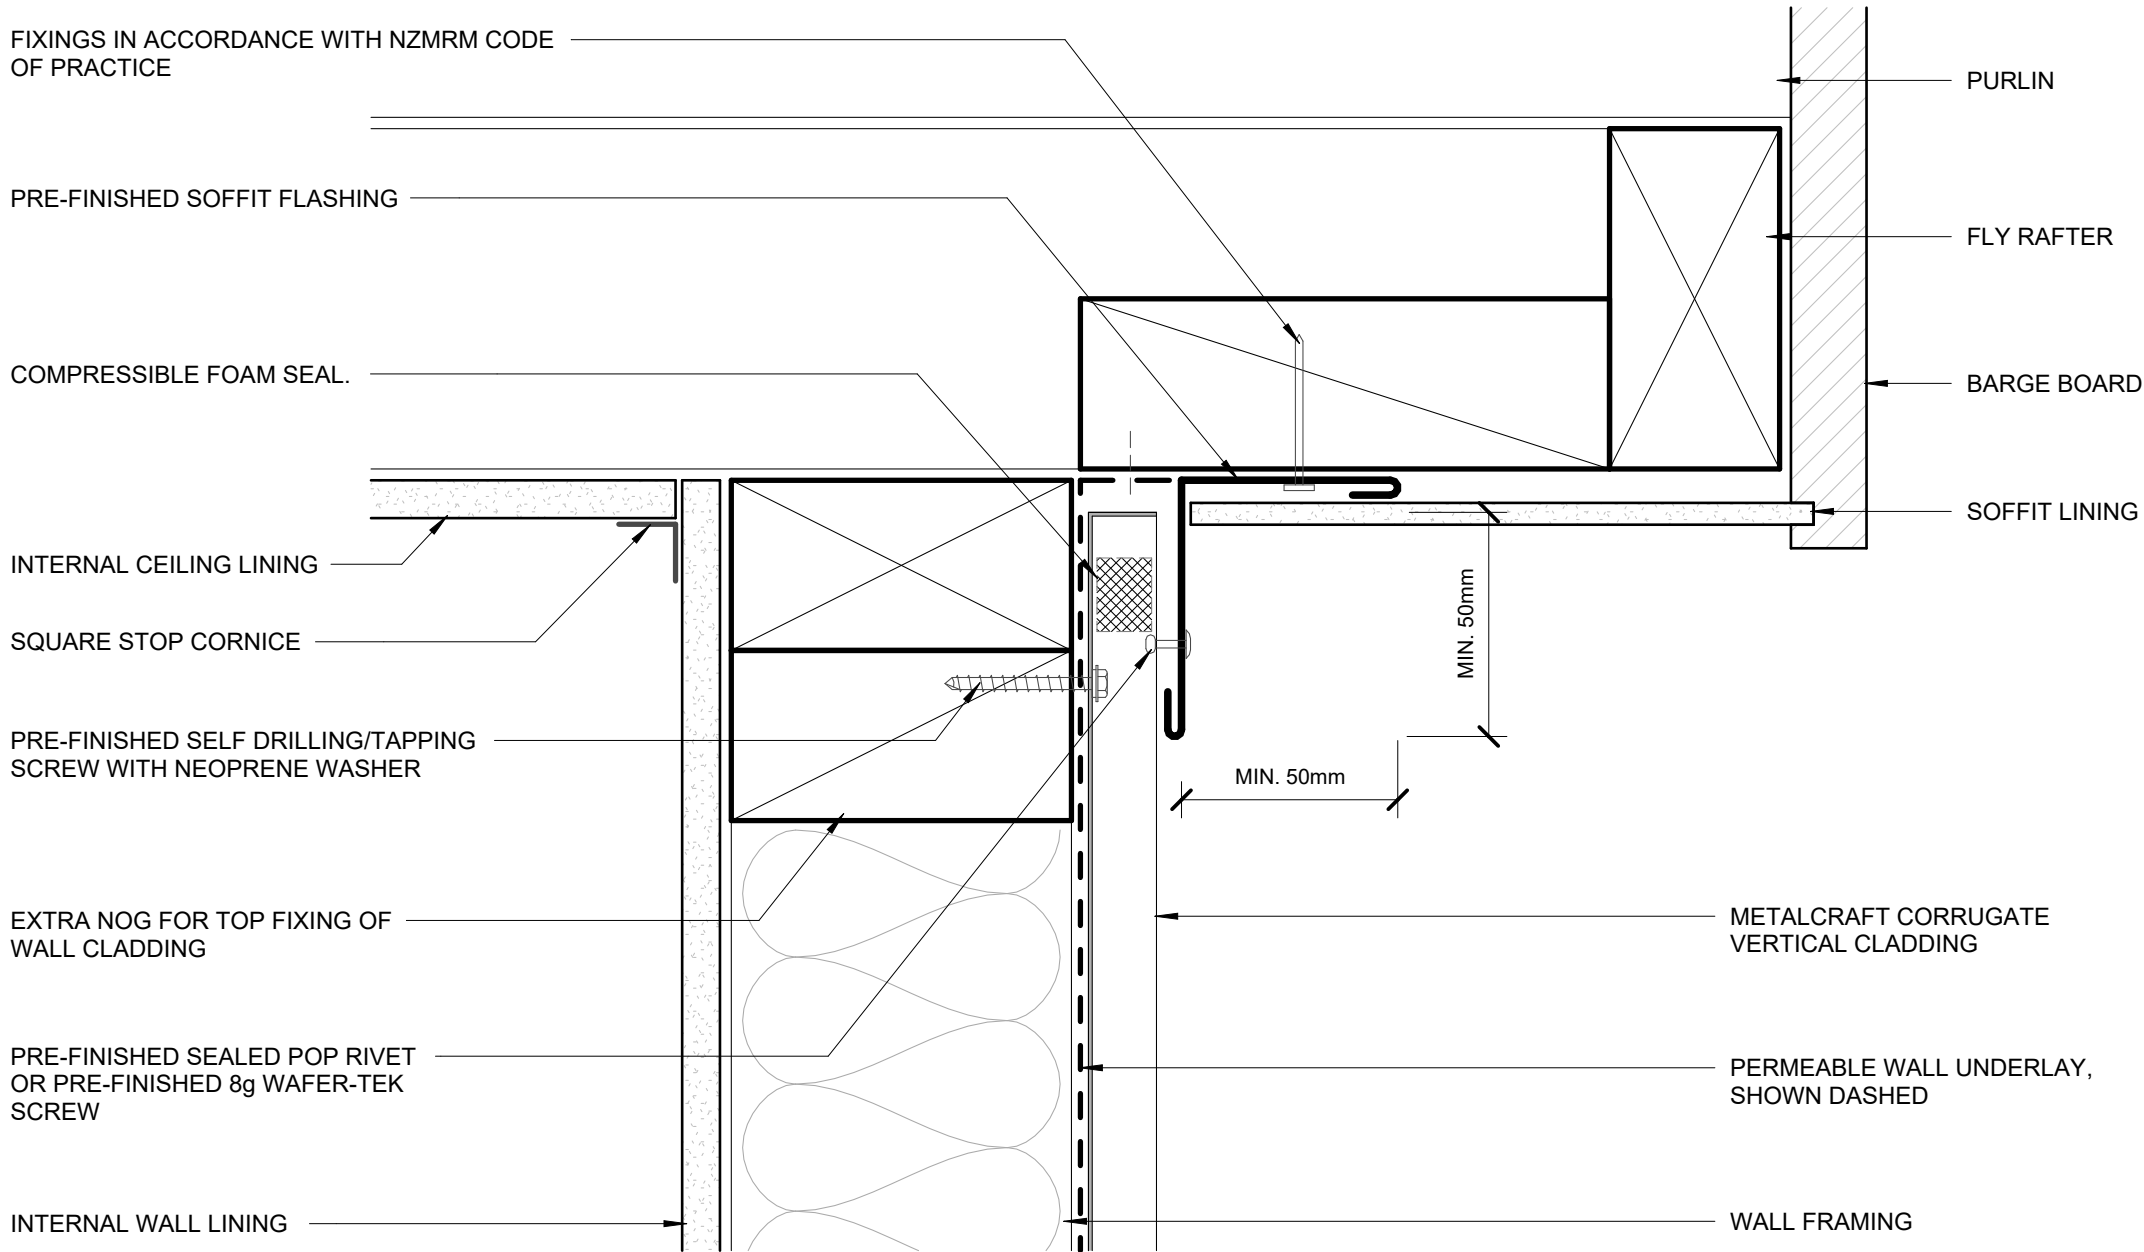 FIXINGS IN ACCORDANCE WITH NZMRM CODE
OF PRACTICE
PRE-FINISHED SOFFIT FLASHING
COMPRESSIBLE FOAM SEAL.
INTERNAL CEILING LINING
SQUARE STOP CORNICE
PRE-FINISHED SELF DRILLING/TAPPING
SCREW WITH NEOPRENE WASHER
EXTRA NOG FOR TOP FIXING OF
WALL CLADDING
PRE-FINISHED SEALED POP RIVET
OR PRE-FINISHED 8g WAFER-TEK
SCREW
INTERNAL WALL LINING
MIN. 50mm
MIN. 50mm
PURLIN
FLY RAFTER
BARGE BOARD
SOFFIT LINING
METALCRAFT CORRUGATE
VERTICAL CLADDING
PERMEABLE WALL UNDERLAY,
SHOWN DASHED
WALL FRAMING